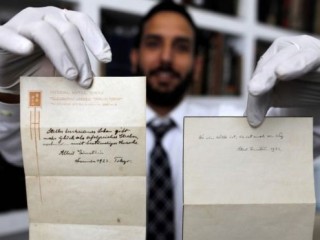 Stilles bescheidenes Leben gibt
mehr Glück als erfolgreiches Streben
mit beständiger Unruhe
Albert Einstein
November 1922. Tokyo.
Wo ein Wille ist, da ist auch ein Weg
Albert Einstein 1922.